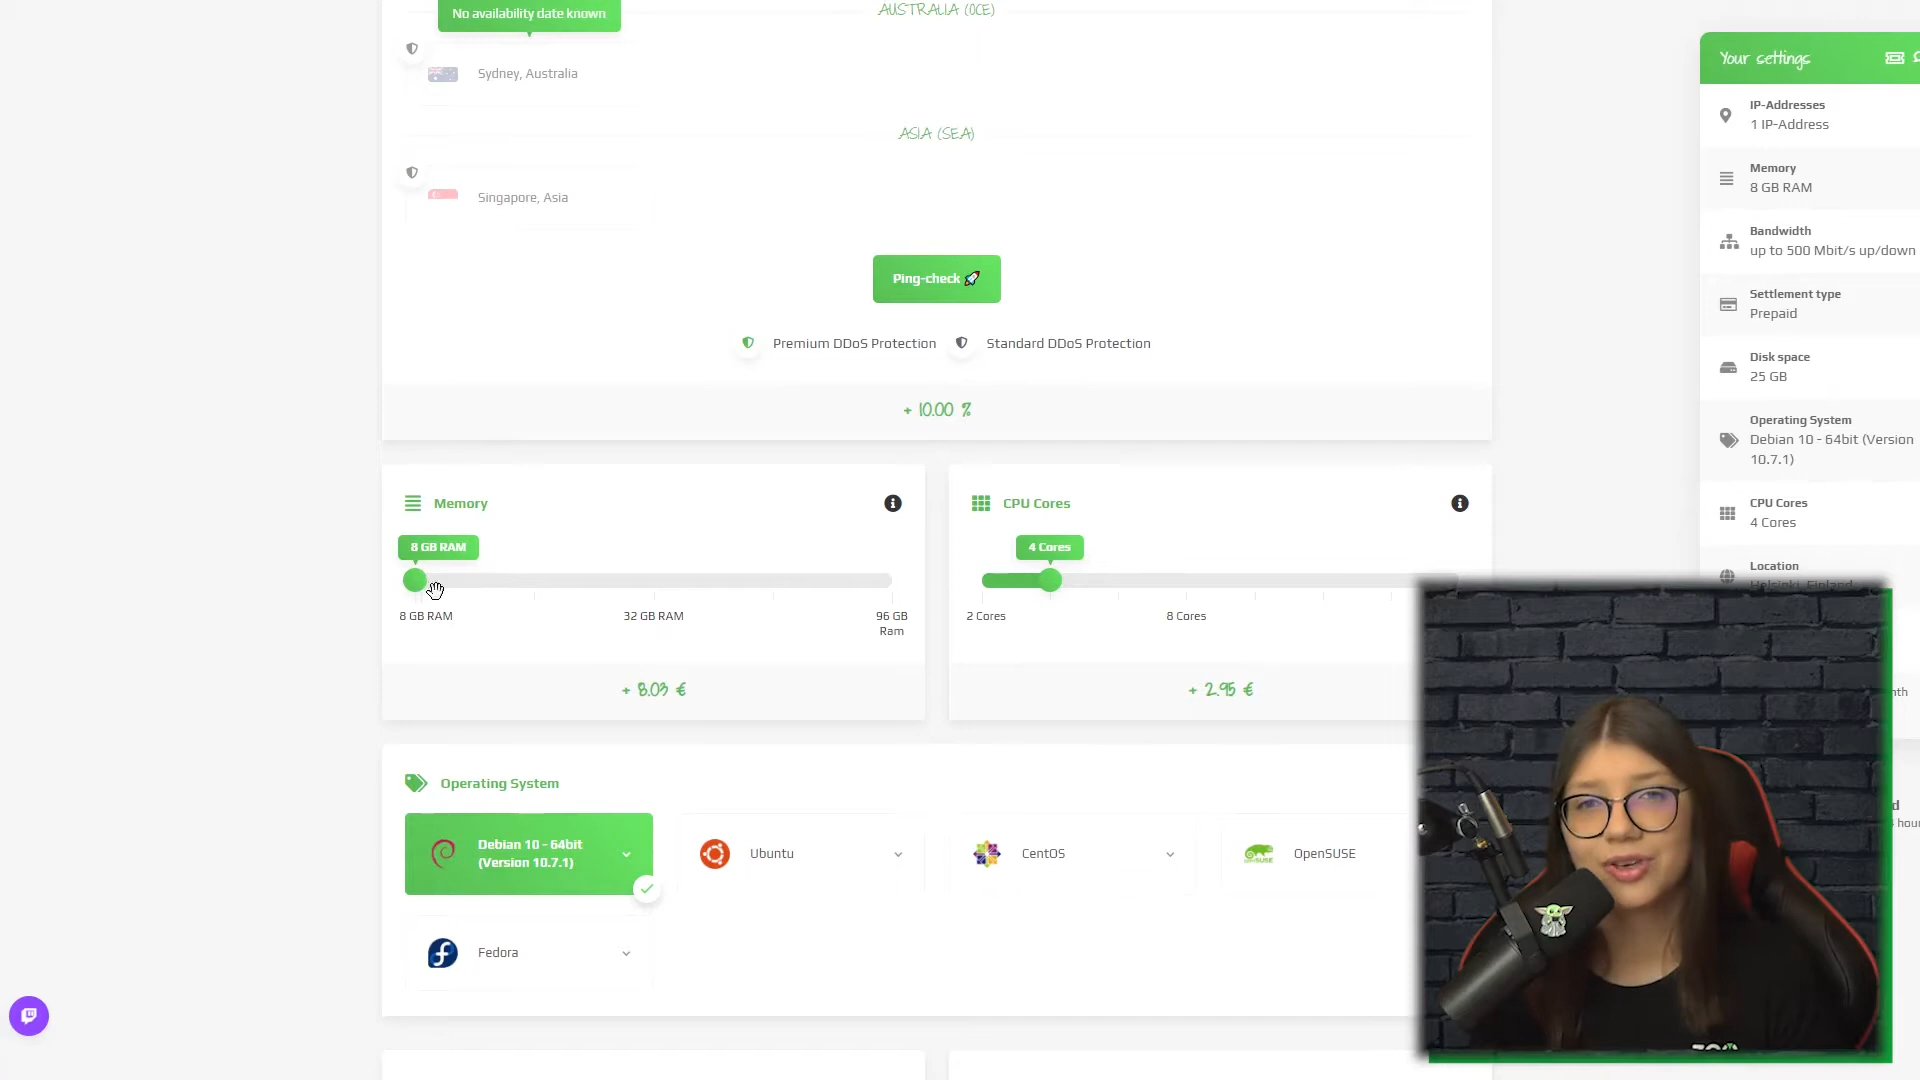 No availability date known
AUSTRALIA (OCE)
Sydney, Australia
ASIA (SEA)
Singapore, Asia
Ping-check
Premium DDoS Protection
Standard DDoS Protection
+ 10.00 %
Memory
8 GB RAM
8 GB RAM
32 GB RAM
96 GB
Ram
+ 8.03 €
CPU Cores
4 Cores
2 Cores
8 Cores
+ 2.95 €
Operating System
Debian 10 - 64bit
(Version 10.7.1)
Ubuntu
CentOS
OpenSUSE
Fedora
Your settings
IP-Addresses
1 IP-Address
Memory
8 GB RAM
Bandwidth
up to 500 Mbit/s up/down
Settlement type
Prepaid
Disk space
25 GB
Operating System
Debian 10 - 64bit (Version
10.7.1)
CPU Cores
4 Cores
Location
Helsinki, Finland